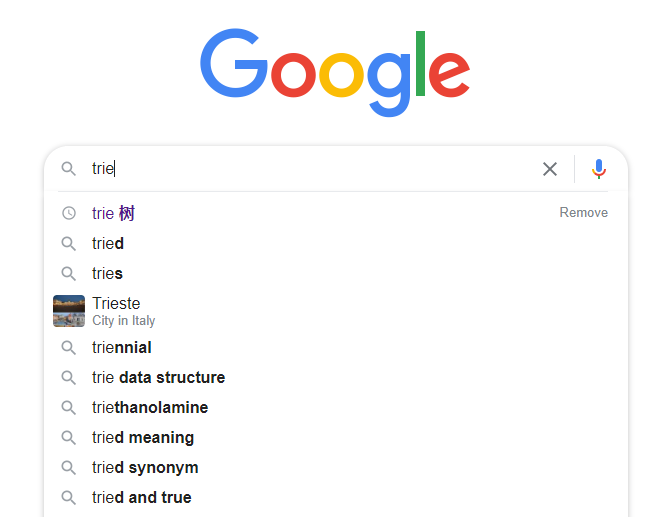 Google
trie
trie 树
Remove
tried
tries
Trieste
City in Italy
triennial
trie data structure
triethanolamine
tried meaning
tried synonym
tried and true